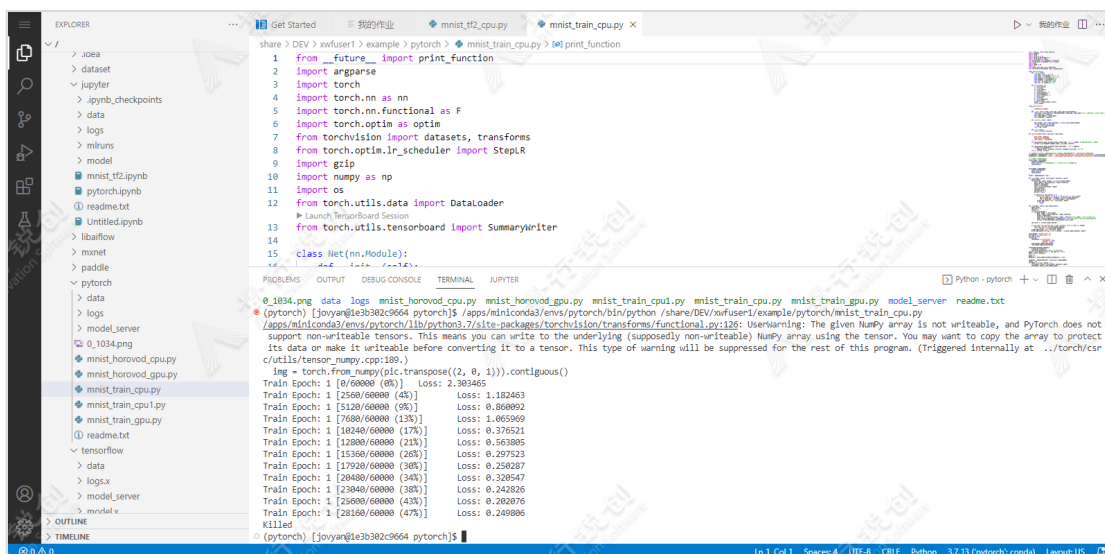 EXPLORER
Get Started
我的作业
mnist_tf2_cpu.py
mnist_train_cpu.py
我的作业
/
.idea
dataset
jupyter
.ipynb_checkpoints
data
logs
mlruns
model
mnist_tf2.ipynb
pytorch.ipynb
readme.txt
Untitled.ipynb
libaiflow
mxnet
paddle
pytorch
data
logs
model_server
0_1034.png
mnist_horovod_cpu.py
mnist_horovod_gpu.py
mnist_train_cpu.py
mnist_train_cpu1.py
mnist_train_gpu.py
readme.txt
tensorflow
data
logs.x
model_server
model.x
OUTLINE
TIMELINE
share > DEV > xwfuser1 > example > pytorch > mnist_train_cpu.py > print_function
1 from __future__ import print_function
2 import argparse
3 import torch
4 import torch.nn as nn
5 import torch.nn.functional as F
6 import torch.optim as optim
7 from torchvision import datasets, transforms
8 from torch.optim.lr_scheduler import StepLR
9 import gzip
10 import numpy as np
11 import os
12 from torch.utils.data import DataLoader
Launch TensorBoard Session
13 from torch.utils.tensorboard import SummaryWriter
14
15 class Net(nn.Module):
16 def __init__(self):
PROBLEMS OUTPUT DEBUG CONSOLE TERMINAL JUPYTER
Python - pytorch
0_1034.png data logs mnist_horovod_cpu.py mnist_horovod_gpu.py mnist_train_cpu1.py mnist_train_cpu.py mnist_train_gpu.py model_server readme.txt
(pytorch) [jovyan@1e3b302c9664 pytorch]$ /apps/miniconda3/envs/pytorch/bin/python /share/DEV/xwfuser1/example/pytorch/mnist_train_cpu.py
/apps/miniconda3/envs/pytorch/lib/python3.7/site-packages/torchvision/transforms/functional.py:126: UserWarning: The given NumPy array is not writeable, and PyTorch does not
support non-writeable tensors. This means you can write to the underlying (supposedly non-writeable) NumPy array using the tensor. You may want to copy the array to protect
its data or make it writeable before converting it to a tensor. This type of warning will be suppressed for the rest of this program. (Triggered internally at ../torch/csr
c/utils/tensor_numpy.cpp:189.)
img = torch.from_numpy(pic.transpose((2, 0, 1))).contiguous()
Train Epoch: 1 [0/60000 (0%)] Loss: 2.303465
Train Epoch: 1 [2560/60000 (4%)] Loss: 1.182463
Train Epoch: 1 [5120/60000 (9%)] Loss: 0.860092
Train Epoch: 1 [7680/60000 (13%)] Loss: 1.065969
Train Epoch: 1 [10240/60000 (17%)] Loss: 0.376521
Train Epoch: 1 [12800/60000 (21%)] Loss: 0.563805
Train Epoch: 1 [15360/60000 (26%)] Loss: 0.297523
Train Epoch: 1 [17920/60000 (30%)] Loss: 0.250287
Train Epoch: 1 [20480/60000 (34%)] Loss: 0.320547
Train Epoch: 1 [23040/60000 (38%)] Loss: 0.242826
Train Epoch: 1 [25600/60000 (43%)] Loss: 0.202076
Train Epoch: 1 [28160/60000 (47%)] Loss: 0.249806
Killed
(pytorch) [jovyan@1e3b302c9664 pytorch]$
0 0
Ln 1, Col 1 Spaces: 4 UTF-8 CRLF Python 3.7.13 ('pytorch': conda) Layout: US